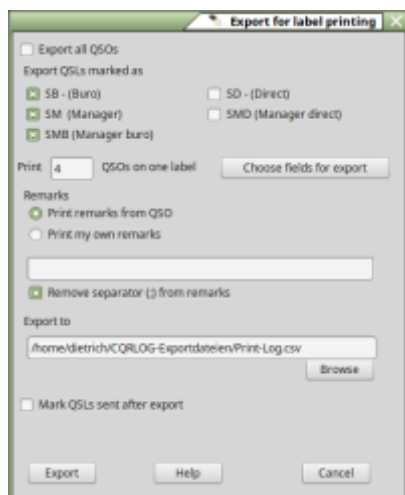 Export for label printing
Export all QSOs
Export QSLs marked as
SB - (Buro) SD - (Direct)
SM (Manager) SMD (Manager direct)
SMB (Manager buro)
Print 4 QSOs on one label Choose fields for export
Remarks
Print remarks from QSO
Print my own remarks
Remove separator (;) from remarks
Export to
/home/dietrich/CQRLOG-Exportdateien/Print-Log.csv
Browse
Mark QSLs sent after export
Export Help Cancel